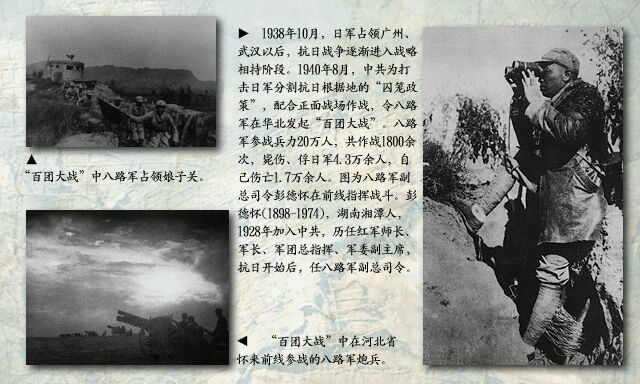 ▶ 1938年10月，日军占领广州、
武汉以后，抗日战争逐渐进入战略
相持阶段。1940年8月，中共为打
击日军分割抗日根据地的“囚笼政
策”，配合正面战场作战，令八路
军在华北发起“百团大战”。八路
军参战兵力20万人，共作战1800余
次，毙伤、俘日军4.3万余人，自
己伤亡1.7万余人。图为八路军副
总司令彭德怀在前线指挥战斗。彭
德怀(1898-1974)，湖南湘潭人，
1928年加入中共，历任红军师长、
军长、军团总指挥、军委副主席，
抗日开始后，任八路军副总司令。
▲
“百团大战”中八路军占领娘子关。
◀ “百团大战”中在河北省
怀来前线参战的八路军炮兵。